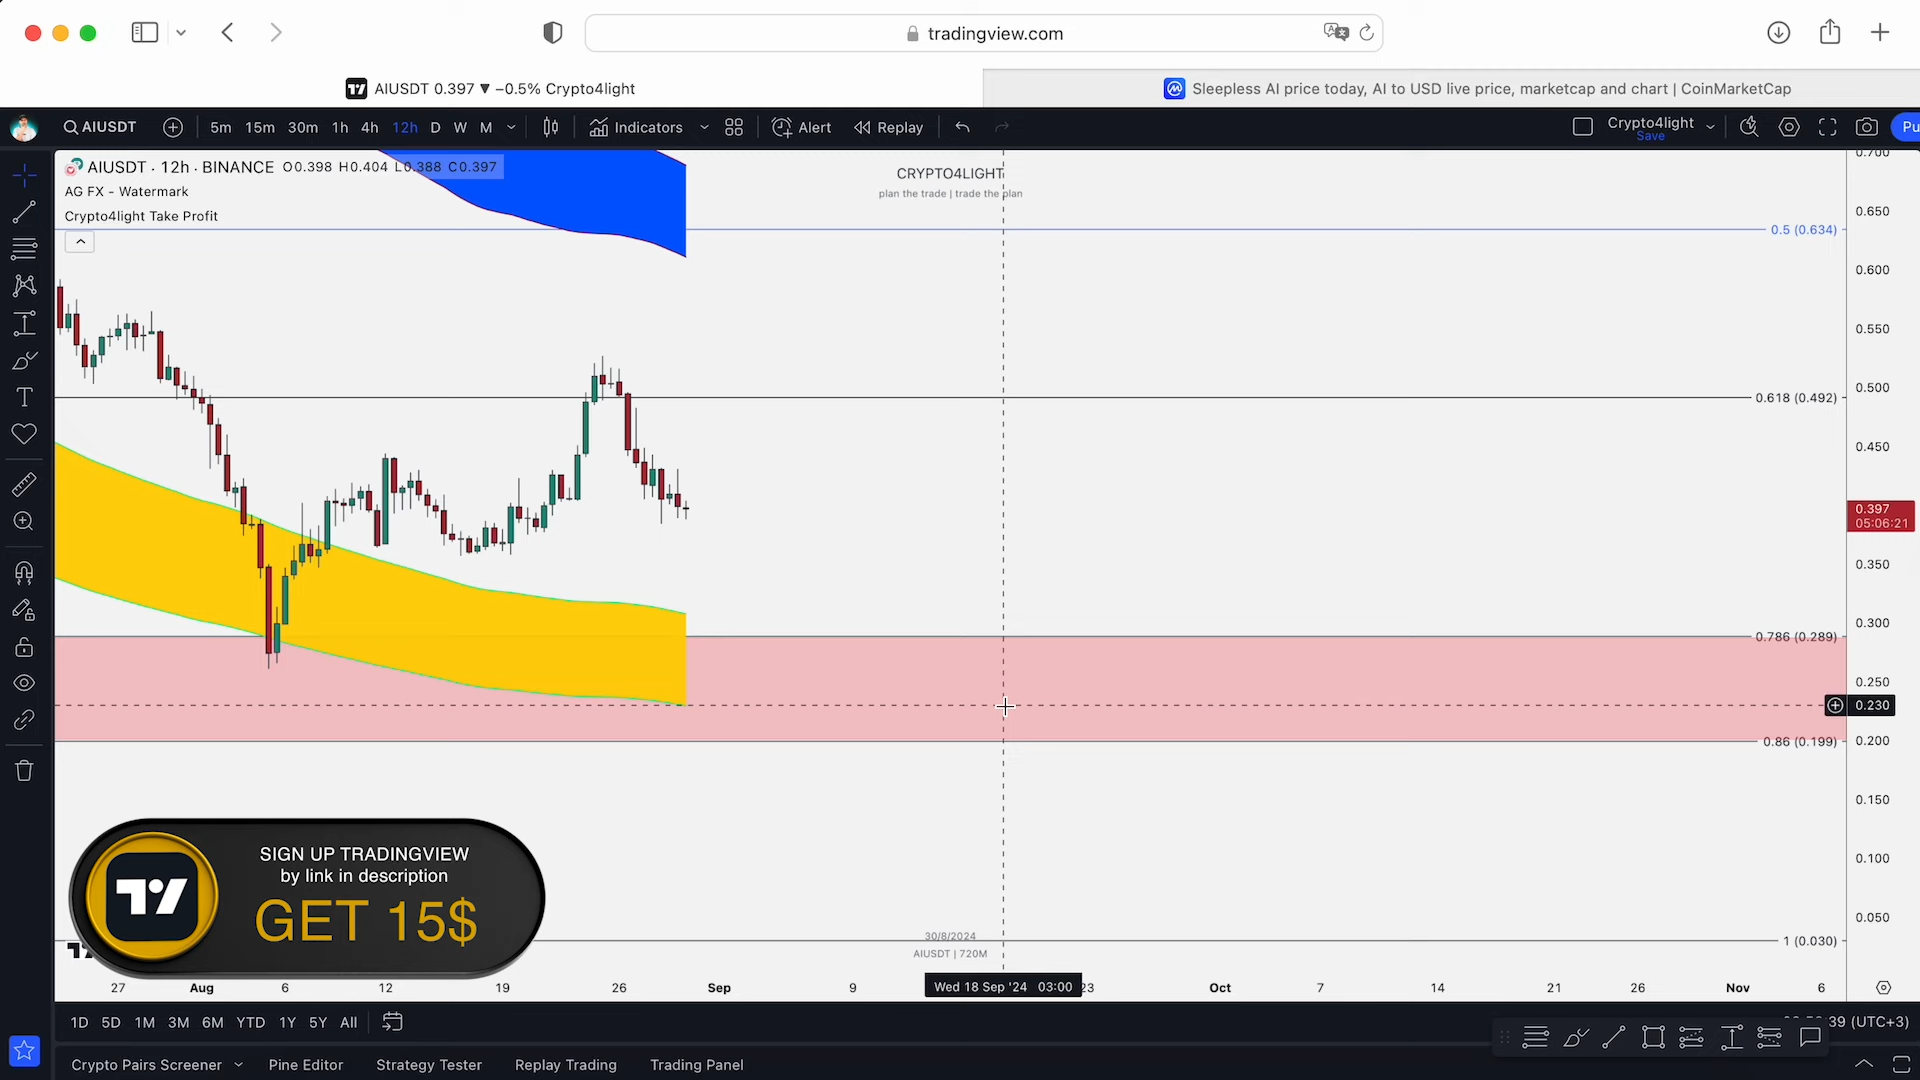 tradingview.com
AIUSDT 0.397 ▼ −0.5% Crypto4light
Sleepless AI price today, AI to USD live price, marketcap and chart | CoinMarketCap
AIUSDT
5m 15m 30m 1h 4h 12h D W M
Indicators
Alert
Replay
Crypto4light
Save
Pu
AIUSDT · 12h · BINANCE O0.398 H0.404 L0.388 C0.397
AG FX - Watermark
Crypto4light Take Profit
CRYPTO4LIGHT
plan the trade | trade the plan
0.700
0.650
0.5 (0.634)
0.600
0.550
0.500
0.618 (0.492)
0.450
0.397
05:06:21
0.350
0.300
0.786 (0.289)
0.250
0.230
0.200
0.86 (0.199)
0.150
0.100
0.050
1 (0.030)
SIGN UP TRADINGVIEW
by link in description
GET 15$
30/8/2024
AIUSDT | 720M
27 Aug 6 12 19 26 Sep 9 Wed 18 Sep '24 03:00 23 Oct 7 14 21 26 Nov 6
1D 5D 1M 3M 6M YTD 1Y 5Y All
39 (UTC+3)
Crypto Pairs Screener
Pine Editor
Strategy Tester
Replay Trading
Trading Panel